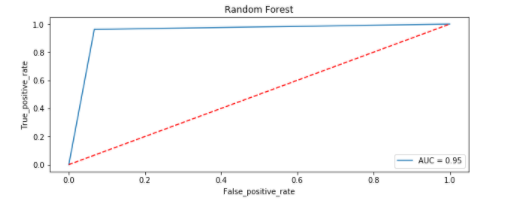 Random Forest
1.0
0.8
0.6
0.4
0.2
0.0
True_positive_rate
AUC = 0.95
0.0 0.2 0.4 0.6 0.8 1.0
False_positive_rate